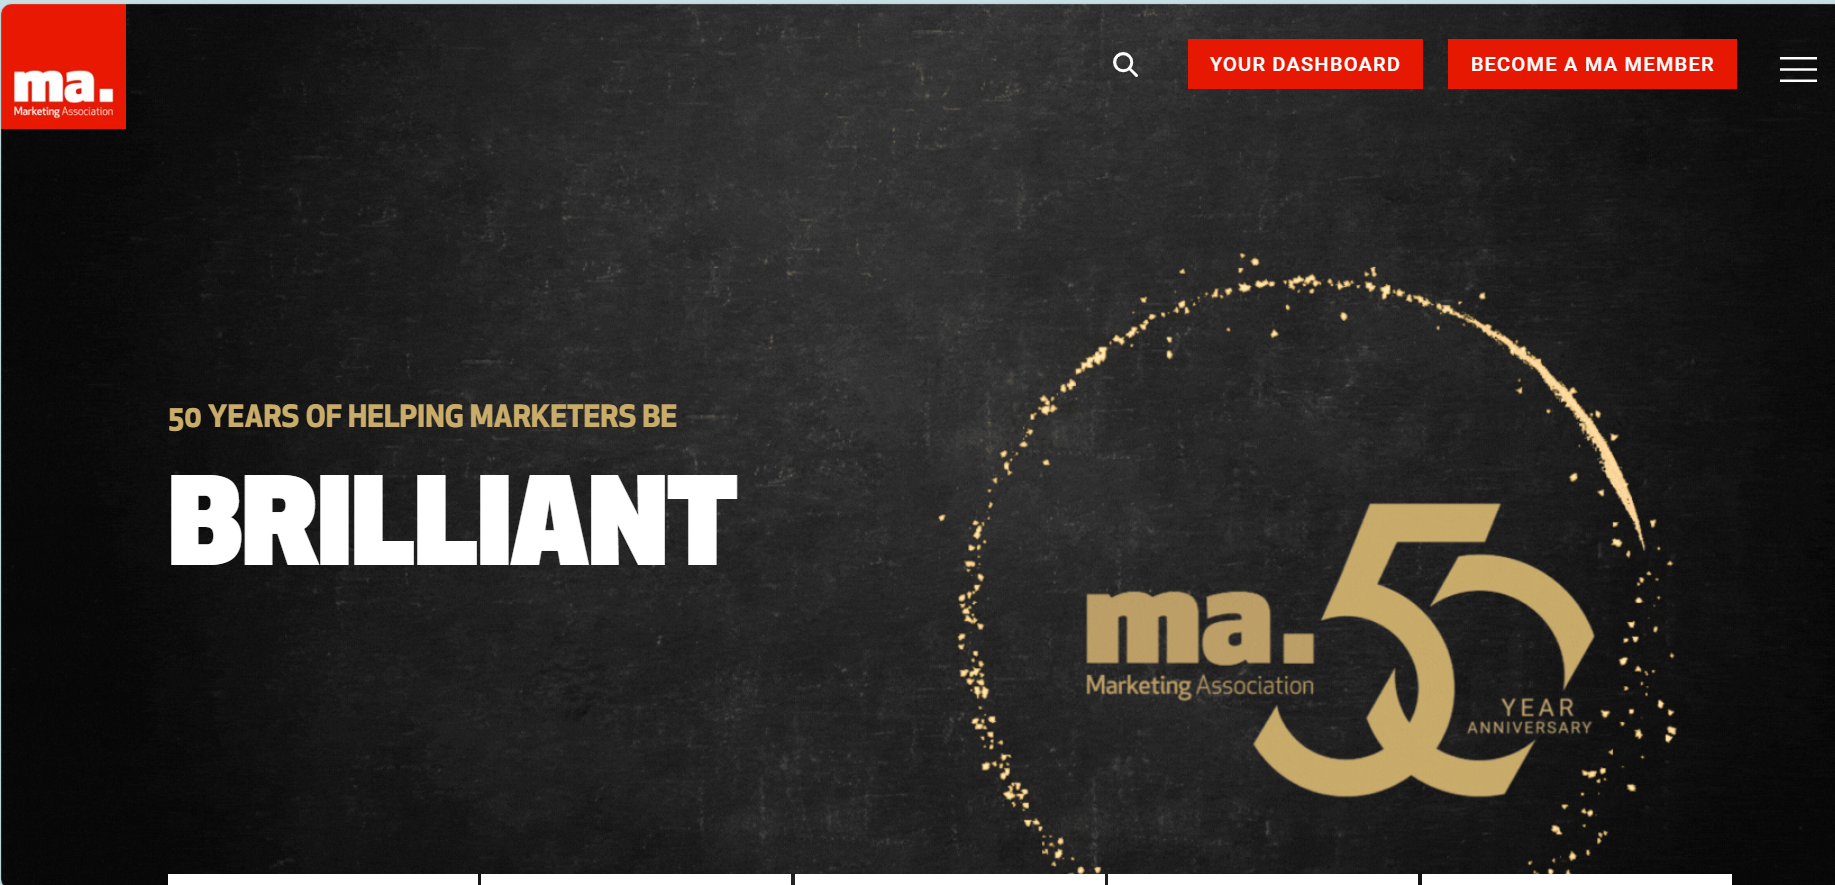 ma.
Marketing Association
YOUR DASHBOARD
BECOME A MA MEMBER
50 YEARS OF HELPING MARKETERS BE
BRILLIANT
ma.
Marketing Association
50
YEAR
ANNIVERSARY